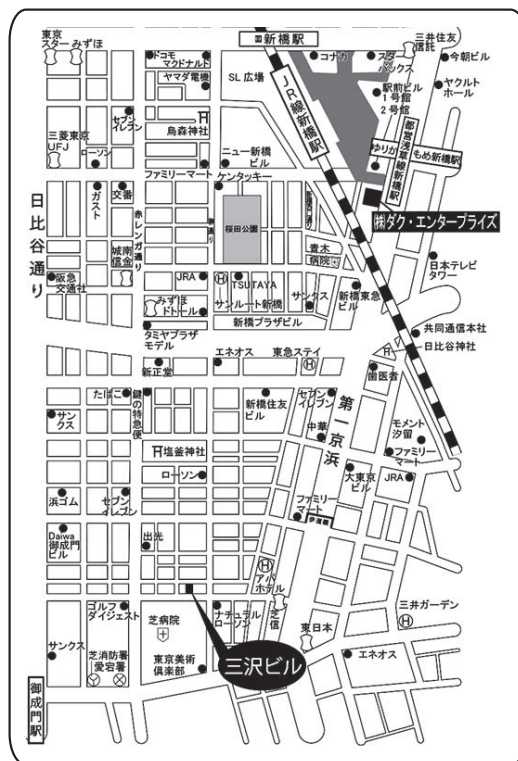 新橋駅
東京
スター
みずほ
ドコモ
マクドナルト
ヤマダ電機
SL 広場
コナカ
スター
バックス
三井住友
信託
今朝ビル
ヤクルト
ホール
駅前ビル
1号館
2号館
JR線新橋駅
都営浅草線新橋駅
ゆりかもめ新橋駅
セブン
イレブン
烏森神社
三菱東京
UFJ
ローソン
ニュー新橋
ビル
ファミリーマート
ケンタッキー
㈱ダク・エンタープライズ
日比谷通り
ガスト
交番
赤レンガ通り
桜田公園
城南
信金
青木
病院
日本テレビ
タワー
阪急
交通社
JRA
TSUTAYA
サンルート新橋
サンクス
新橋東急
ビル
みずほ
ドトール
新橋プラザビル
タミヤプラザ
モデル
共同通信本社
日比谷神社
新正堂
エネオス
東急ステイ
歯医者
たばこ
鍵の特急便
サン
クス
新橋住友
ビル
セブン
イレブン
中華
第一京浜
モメント
汐留
ファミリー
マート
塩釜神社
ローソン
大東京
ビル
JRA
浜ゴム
セブン
イレブン
ファミリー
マート
歩道橋
Daiwa
御成門
ビル
出光
アパ
ホテル
ゴルフ
ダイジェスト
芝病院
ナチュラル
ローソン
芝信
三井ガーデン
東日本
サンクス
芝消防署
愛宕署
東京美術
倶楽部
三沢ビル
エネオス
御成門駅